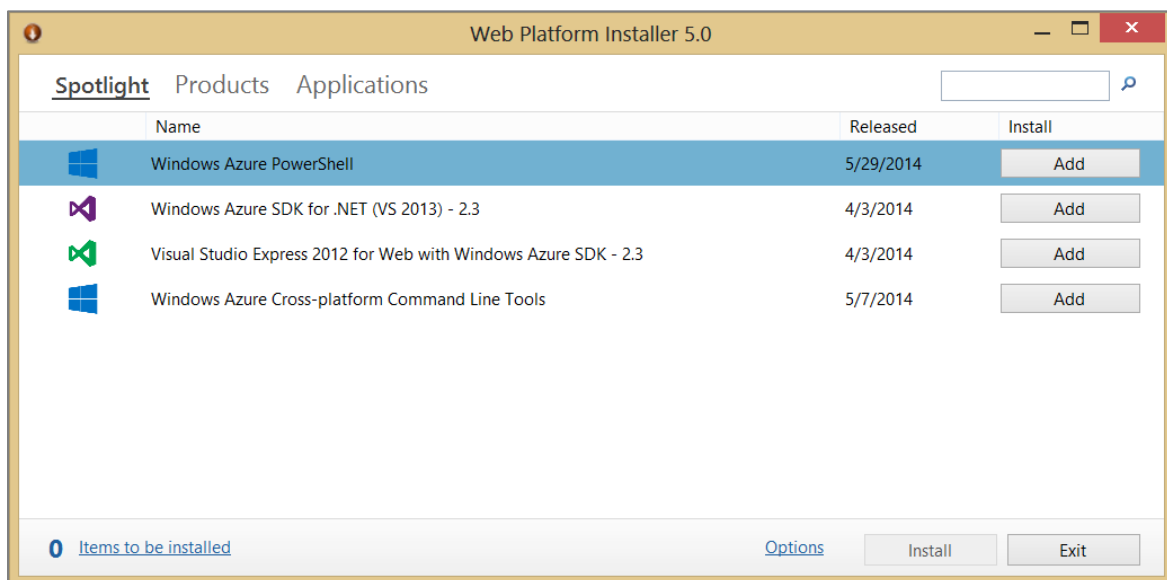 Web Platform Installer 5.0
Spotlight Products Applications
Name Released Install
Windows Azure PowerShell 5/29/2014 Add
Windows Azure SDK for .NET (VS 2013) - 2.3 4/3/2014 Add
Visual Studio Express 2012 for Web with Windows Azure SDK - 2.3 4/3/2014 Add
Windows Azure Cross-platform Command Line Tools 5/7/2014 Add
0 Items to be installed Options Install Exit